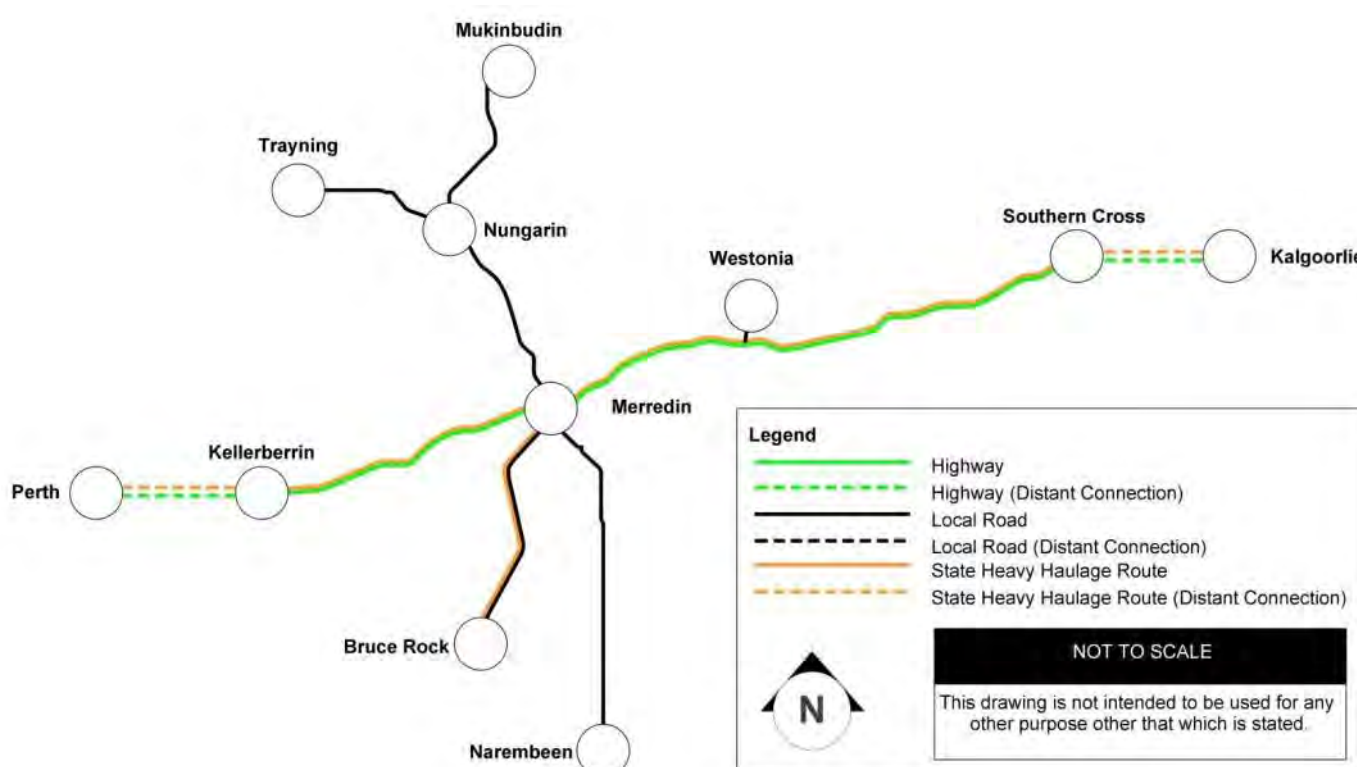 Mukinbudin
Trayning
Nungarin
Southern Cross
Westonia
Kalgoorlie
Merredin
Kellerberrin
Perth
Bruce Rock
Narembeen
Legend
Highway
Highway (Distant Connection)
Local Road
Local Road (Distant Connection)
State Heavy Haulage Route
State Heavy Haulage Route (Distant Connection)
N
NOT TO SCALE
This drawing is not intended to be used for any
other purpose other that which is stated.